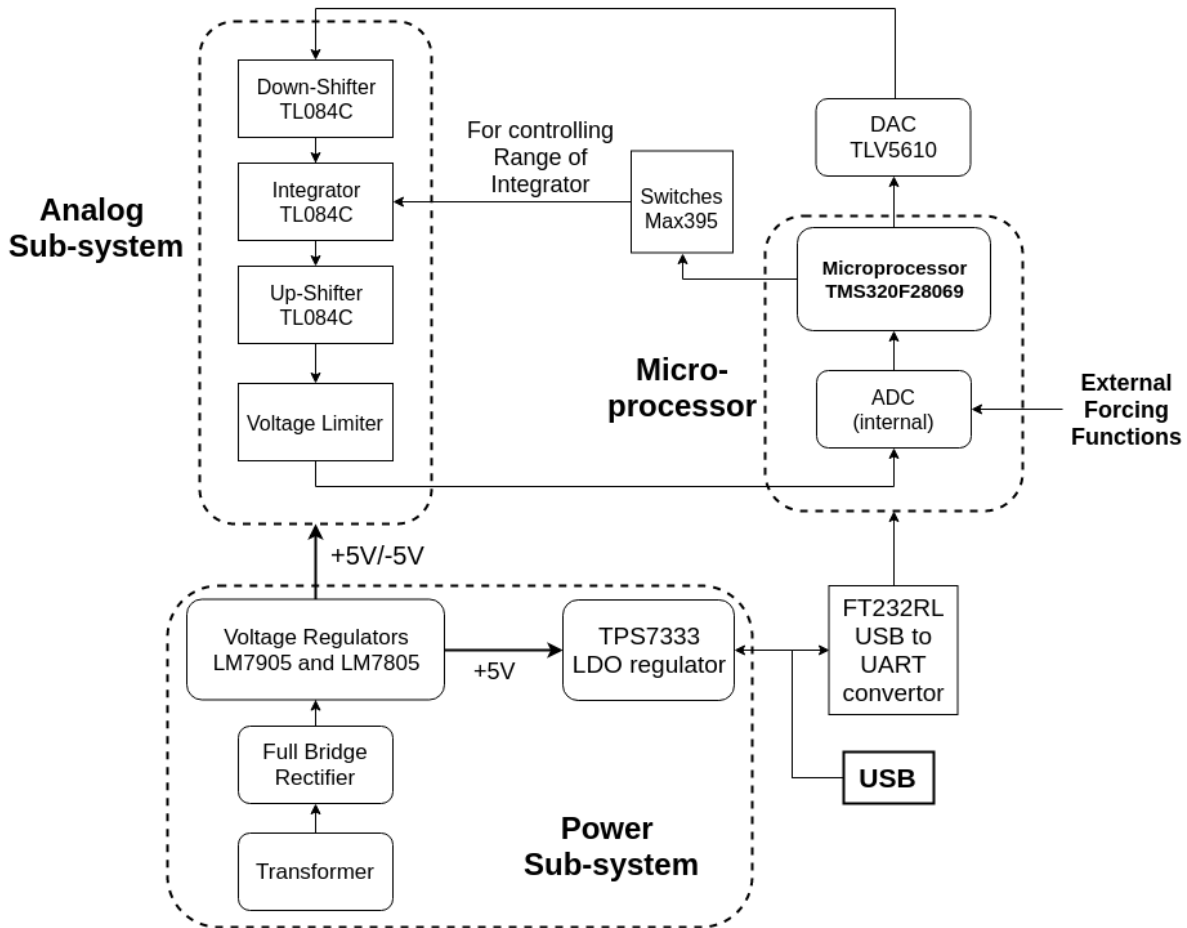 Down-Shifter
TL084C
Integrator
TL084C
Up-Shifter
TL084C
Voltage Limiter
Analog
Sub-system
For controlling
Range of
Integrator
Switches
Max395
DAC
TLV5610
Microprocessor
TMS320F28069
ADC
(internal)
Micro-
processor
External
Forcing
Functions
+5V/-5V
Voltage Regulators
LM7905 and LM7805
+5V
TPS7333
LDO regulator
FT232RL
USB to
UART
convertor
USB
Full Bridge
Rectifier
Transformer
Power
Sub-system